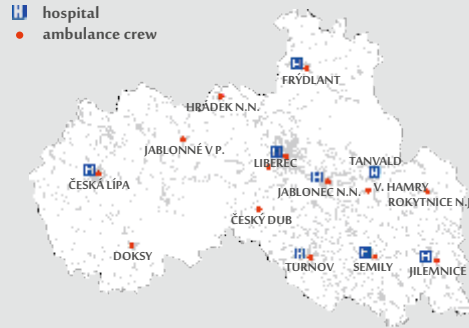 H hospital
ambulance crew
FRÝDLANT
HRÁDEK N.N.
JABLONNÉ V P.
LIBEREC
TANVALD
ČESKÁ LÍPA
JABLONEC N.N.
V. HAMRY
ROKYTNICE N.J.
ČESKÝ DUB
DOKSY
TURNOV
SEMILY
JILEMNICE